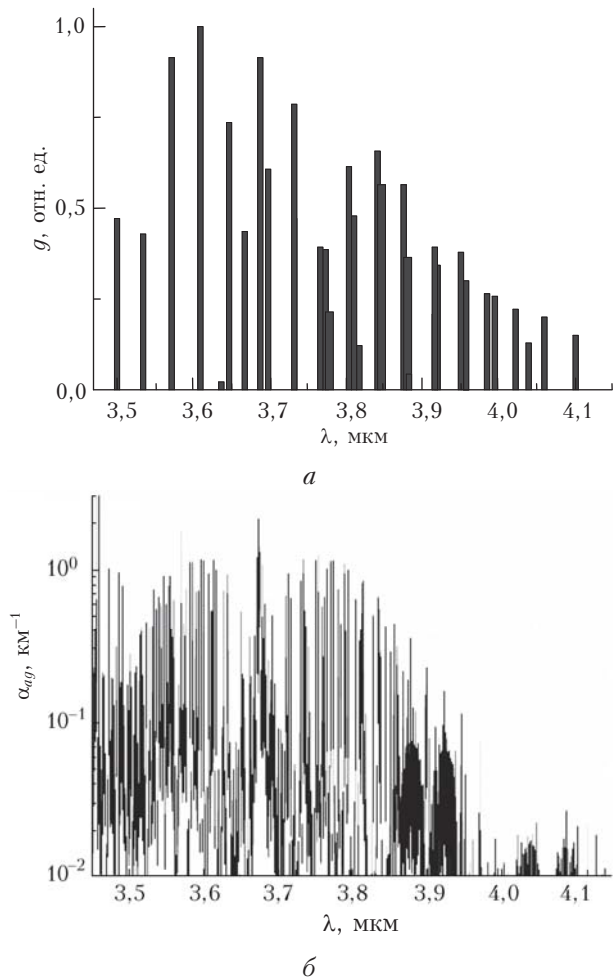 1,0
0,5
0,0
g, отн. ед.
3,5 3,6 3,7 3,8 3,9 4,0 4,1
λ, мкм
а
10⁰
10⁻¹
10⁻²
αag, км⁻¹
3,5 3,6 3,7 3,8 3,9 4,0 4,1
λ, мкм
б